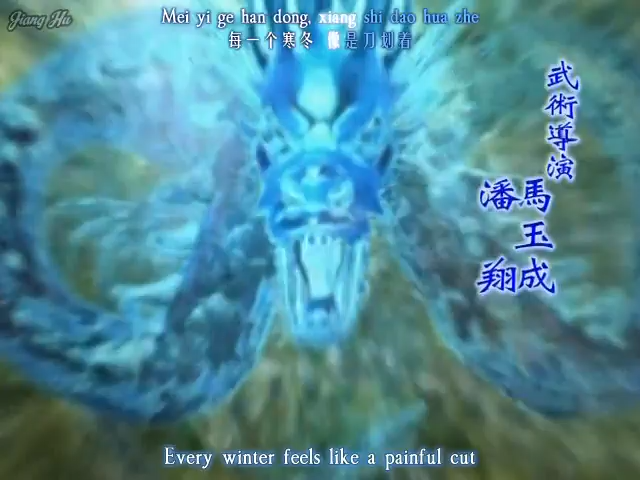 Jiang Hu
Mei yi ge han dong, xiang shi dao hua zhe
每一个寒冬 像是刀划着
武術導演
馬玉成
潘翔
Every winter feels like a painful cut